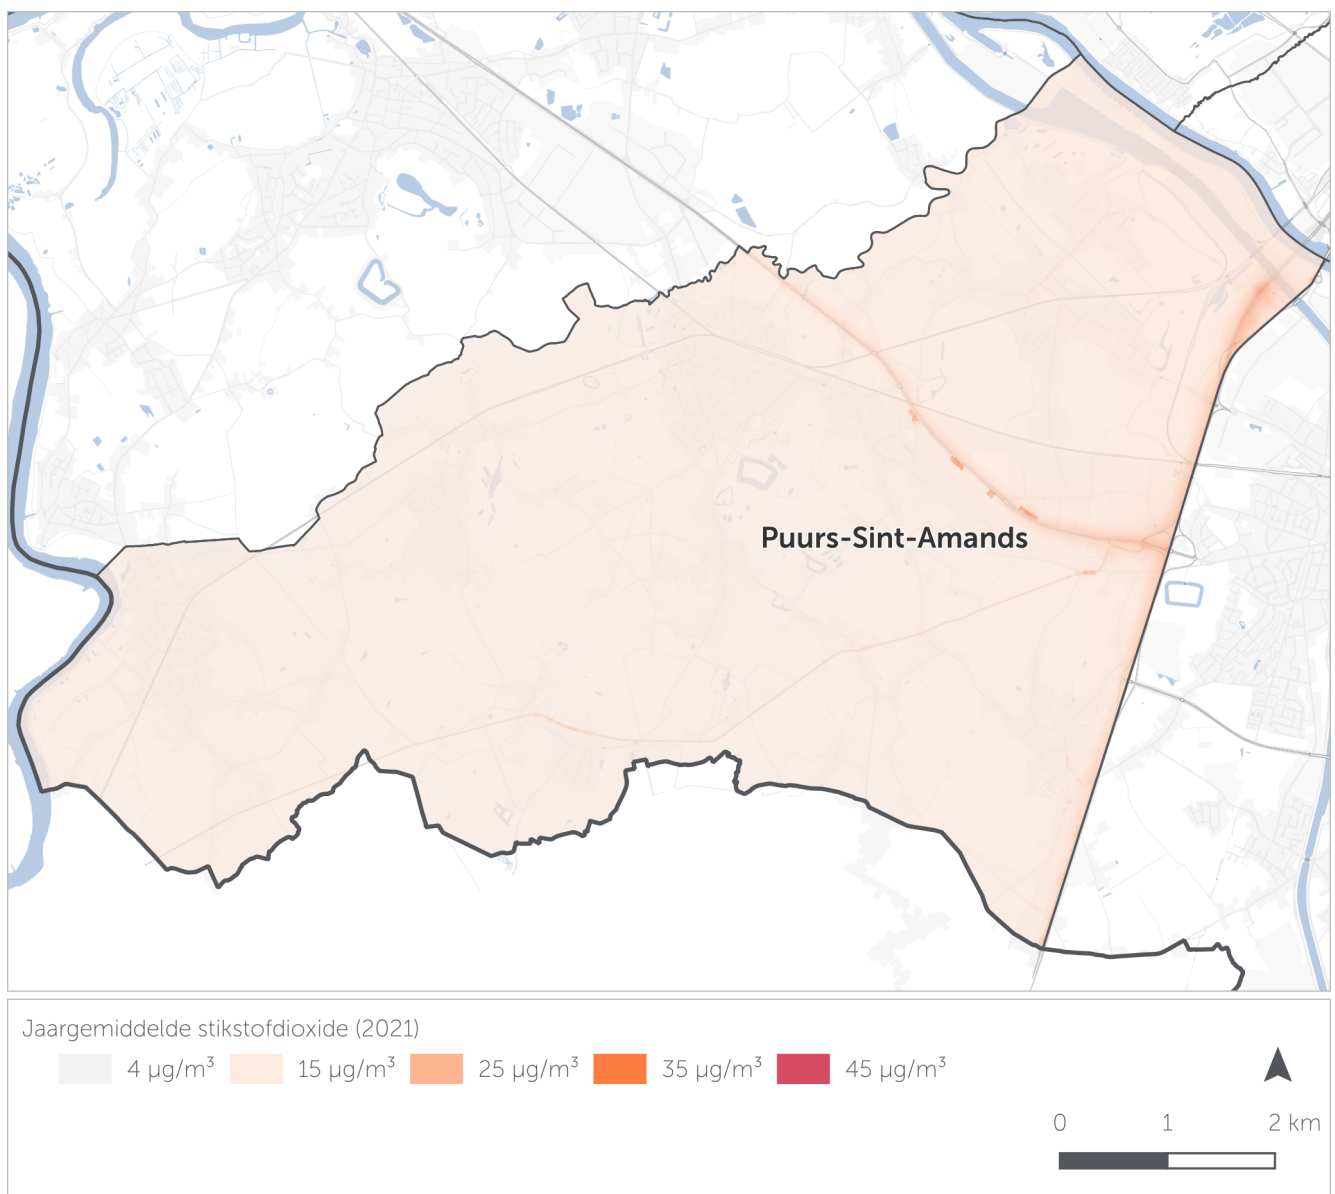 Puurs-Sint-Amands
Jaargemiddelde stikstofdioxide (2021)
4 µg/m³ 15 µg/m³ 25 µg/m³ 35 µg/m³ 45 µg/m³
0 1 2 km